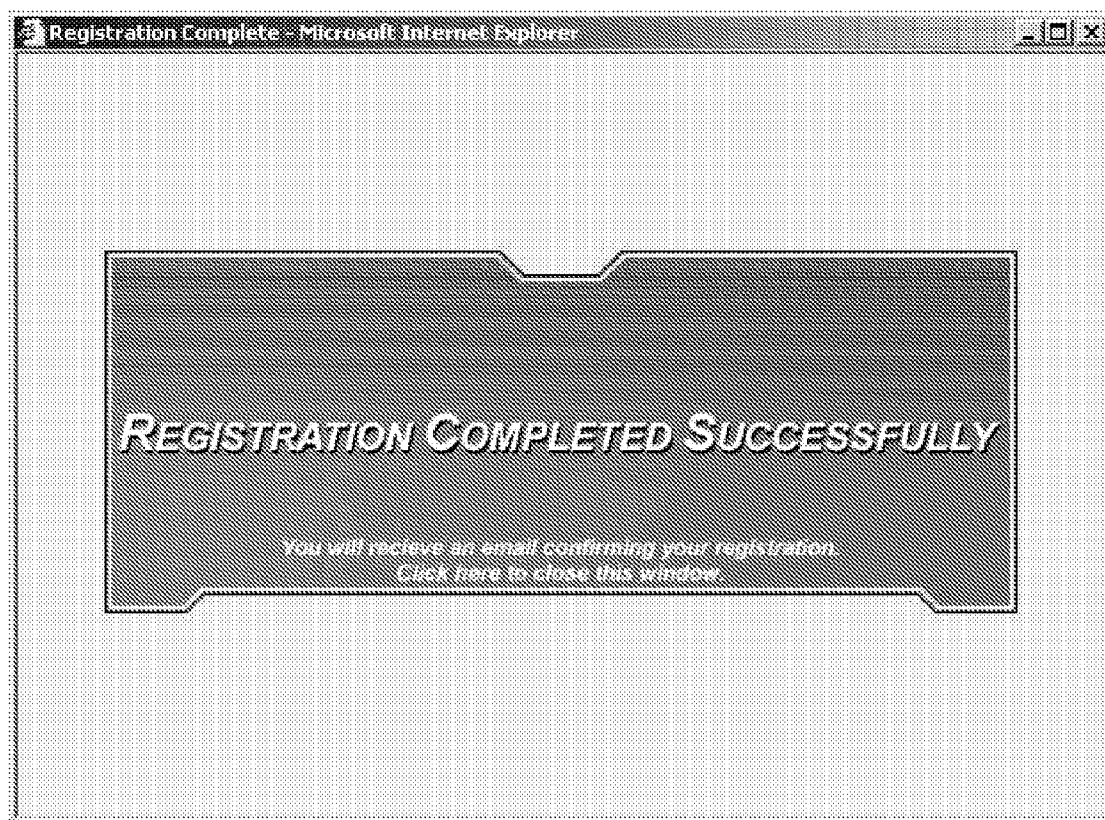 Registration Complete - Microsoft Internet Explorer
REGISTRATION COMPLETED SUCCESSFULLY
You will recieve an email confirming your registration.
Click here to close this window.